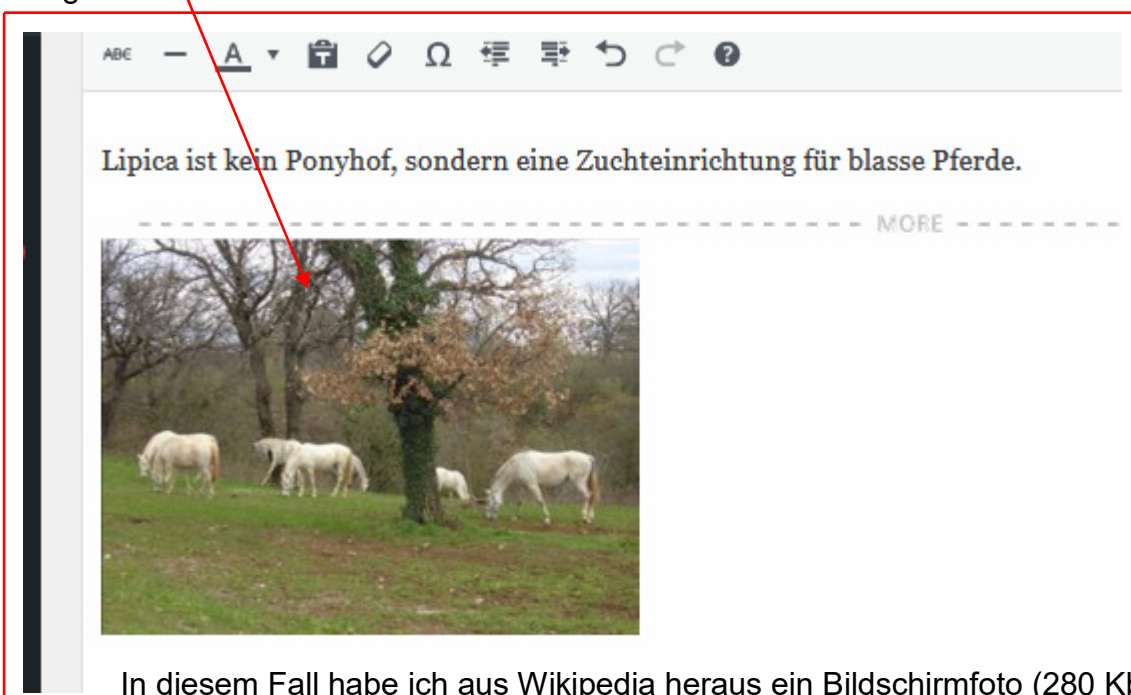 ABC A T Ω ?
Lipica ist kein Ponyhof, sondern eine Zuchteinrichtung für blasse Pferde.
MORE
In diesem Fall habe ich aus Wikipedia heraus ein Bildschirmfoto (280 Kb